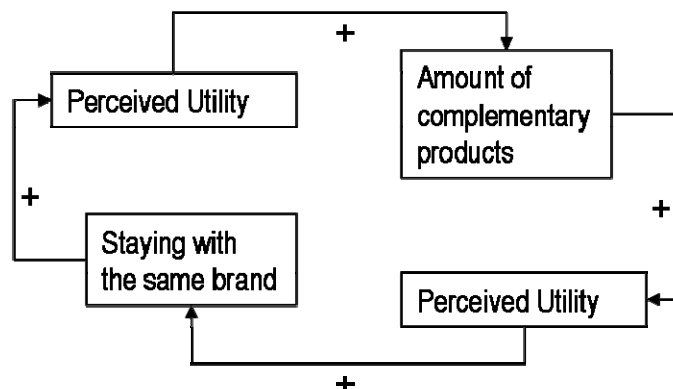 +
Perceived Utility
Amount of
complementary
products
+
+
Staying with
the same brand
Perceived Utility
+